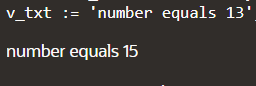 v_txt := 'number equals 13'
number equals 15